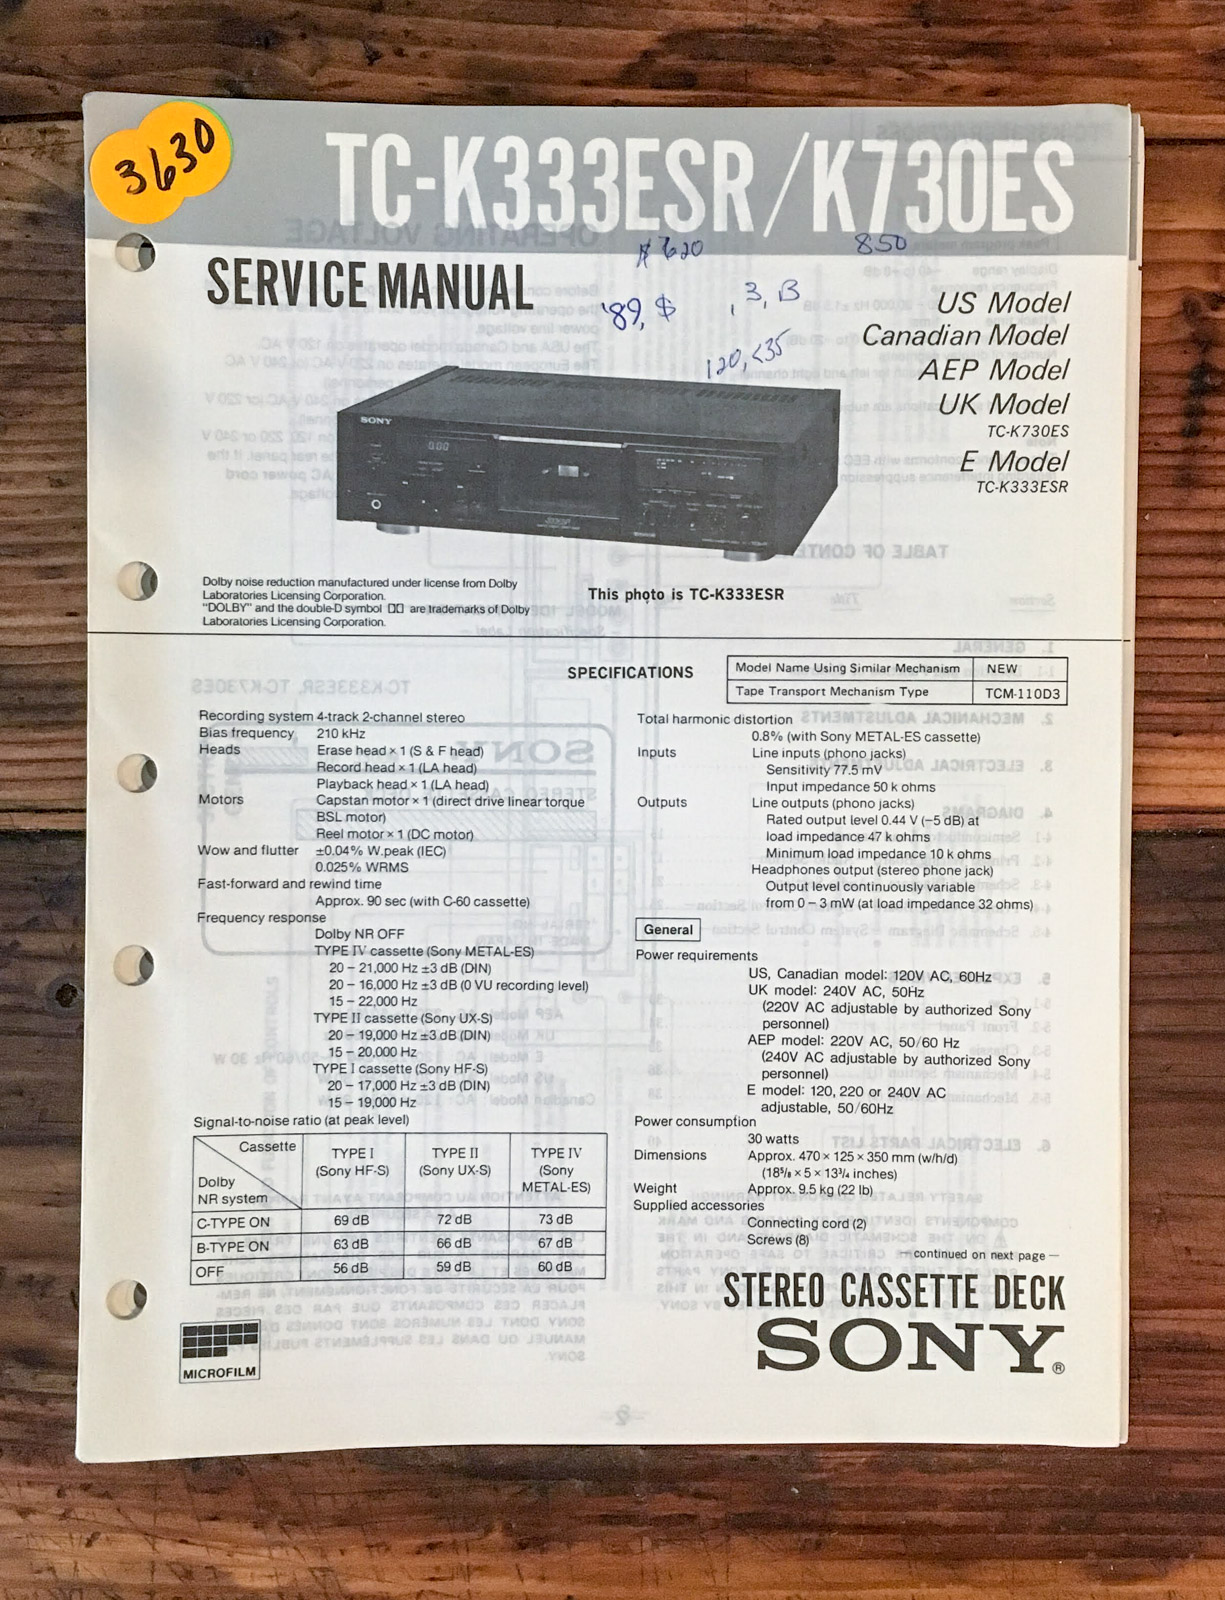 3630
TC-K333ESR/K730ES
SERVICE MANUAL
$620
850
'89, $
, 3, B
120, <35
US Model
Canadian Model
AEP Model
UK Model
TC-K730ES
E Model
TC-K333ESR
SONY
0.00
Dolby noise reduction manufactured under license from Dolby
Laboratories Licensing Corporation.
"DOLBY" and the double-D symbol are trademarks of Dolby
Laboratories Licensing Corporation.
This photo is TC-K333ESR
SPECIFICATIONS
Model Name Using Similar Mechanism NEW
Tape Transport Mechanism Type TCM-110D3
Recording system 4-track 2-channel stereo
Bias frequency 210 kHz
Heads Erase head × 1 (S & F head)
Record head × 1 (LA head)
Playback head × 1 (LA head)
Motors Capstan motor × 1 (direct drive linear torque
BSL motor)
Reel motor × 1 (DC motor)
Wow and flutter ±0.04% W.peak (IEC)
0.025% WRMS
Fast-forward and rewind time
Approx. 90 sec (with C-60 cassette)
Frequency response
Dolby NR OFF
TYPE IV cassette (Sony METAL-ES)
20 – 21,000 Hz ±3 dB (DIN)
20 – 16,000 Hz ±3 dB (0 VU recording level)
15 – 22,000 Hz
TYPE II cassette (Sony UX-S)
20 – 19,000 Hz ±3 dB (DIN)
15 – 20,000 Hz
TYPE I cassette (Sony HF-S)
20 – 17,000 Hz ±3 dB (DIN)
15 – 19,000 Hz
Signal-to-noise ratio (at peak level)
Cassette
Dolby
NR system
TYPE I
(Sony HF-S)
TYPE II
(Sony UX-S)
TYPE IV
(Sony
METAL-ES)
C-TYPE ON 69 dB 72 dB 73 dB
B-TYPE ON 63 dB 66 dB 67 dB
OFF 56 dB 59 dB 60 dB
MICROFILM
Total harmonic distortion
0.8% (with Sony METAL-ES cassette)
Inputs Line inputs (phono jacks)
Sensitivity 77.5 mV
Input impedance 50 k ohms
Outputs Line outputs (phono jacks)
Rated output level 0.44 V (−5 dB) at
load impedance 47 k ohms
Minimum load impedance 10 k ohms
Headphones output (stereo phone jack)
Output level continuously variable
from 0 – 3 mW (at load impedance 32 ohms)
General
Power requirements
US, Canadian model: 120V AC, 60Hz
UK model: 240V AC, 50Hz
(220V AC adjustable by authorized Sony
personnel)
AEP model: 220V AC, 50/60 Hz
(240V AC adjustable by authorized Sony
personnel)
E model: 120, 220 or 240V AC
adjustable, 50/60Hz
Power consumption
30 watts
Dimensions Approx. 470 × 125 × 350 mm (w/h/d)
(18⁵/₈ × 5 × 13³/₄ inches)
Weight Approx. 9.5 kg (22 lb)
Supplied accessories
Connecting cord (2)
Screws (8)
— continued on next page —
STEREO CASSETTE DECK
SONY®